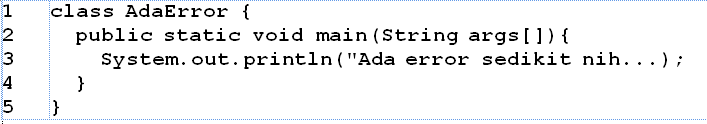 1   class AdaError {
2     public static void main(String args[]){
3       System.out.println("Ada error sedikit nih...);
4     }
5   }